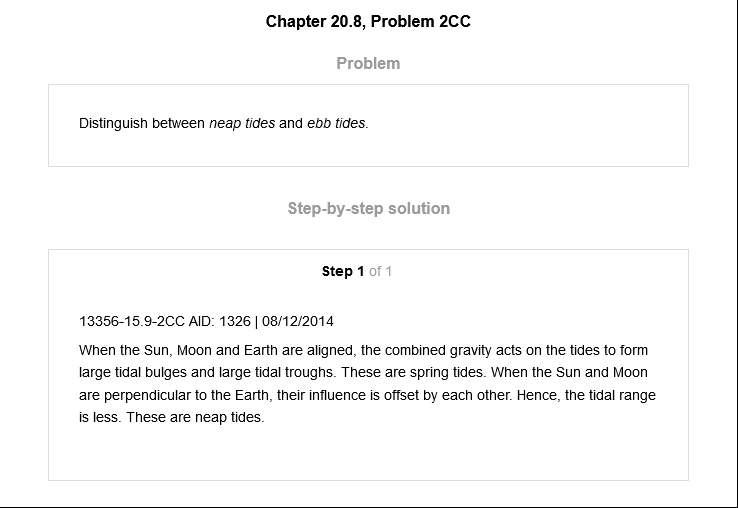 Chapter 20.8, Problem 2CC
Problem
Distinguish between neap tides and ebb tides.
Step-by-step solution
Step 1 of 1
13356-15.9-2CC AID: 1326 | 08/12/2014
When the Sun, Moon and Earth are aligned, the combined gravity acts on the tides to form
large tidal bulges and large tidal troughs. These are spring tides. When the Sun and Moon
are perpendicular to the Earth, their influence is offset by each other. Hence, the tidal range
is less. These are neap tides.